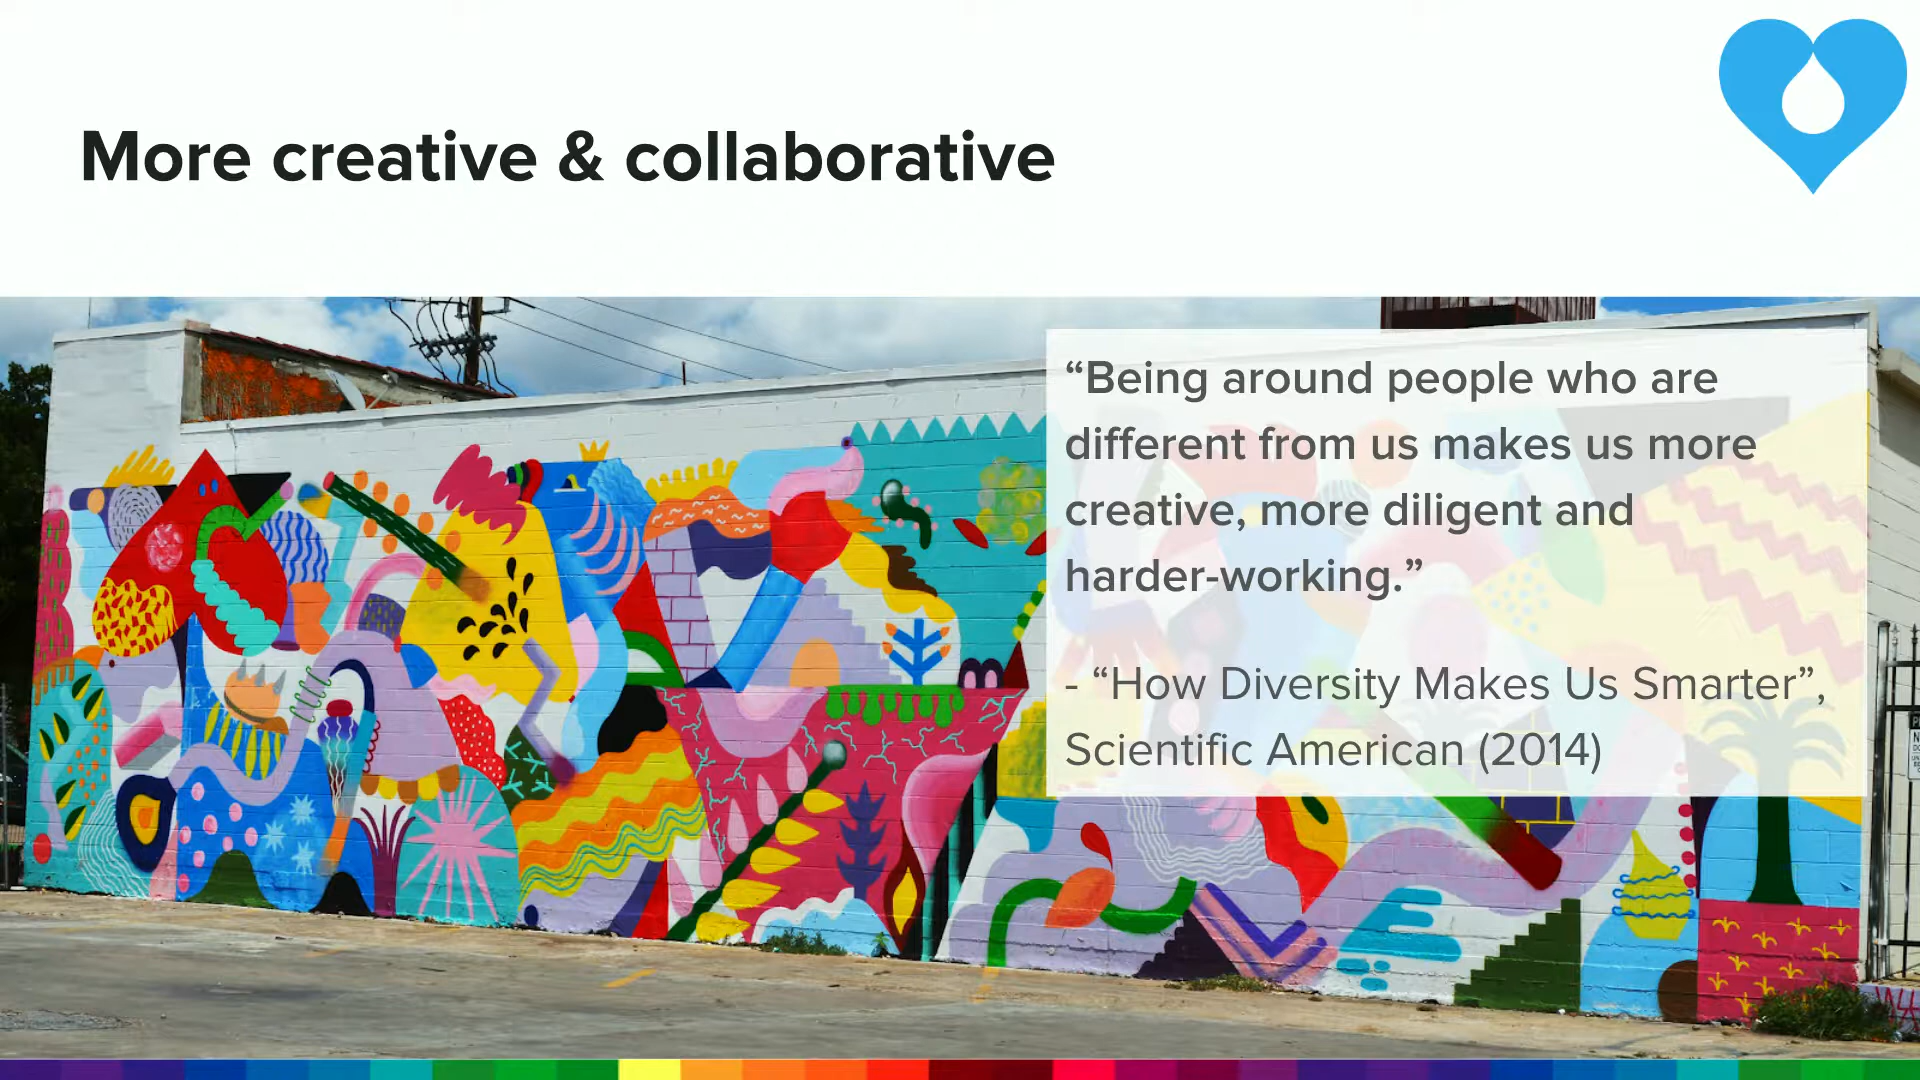 More creative & collaborative
“Being around people who are
different from us makes us more
creative, more diligent and
harder-working.”
- “How Diversity Makes Us Smarter”,
Scientific American (2014)